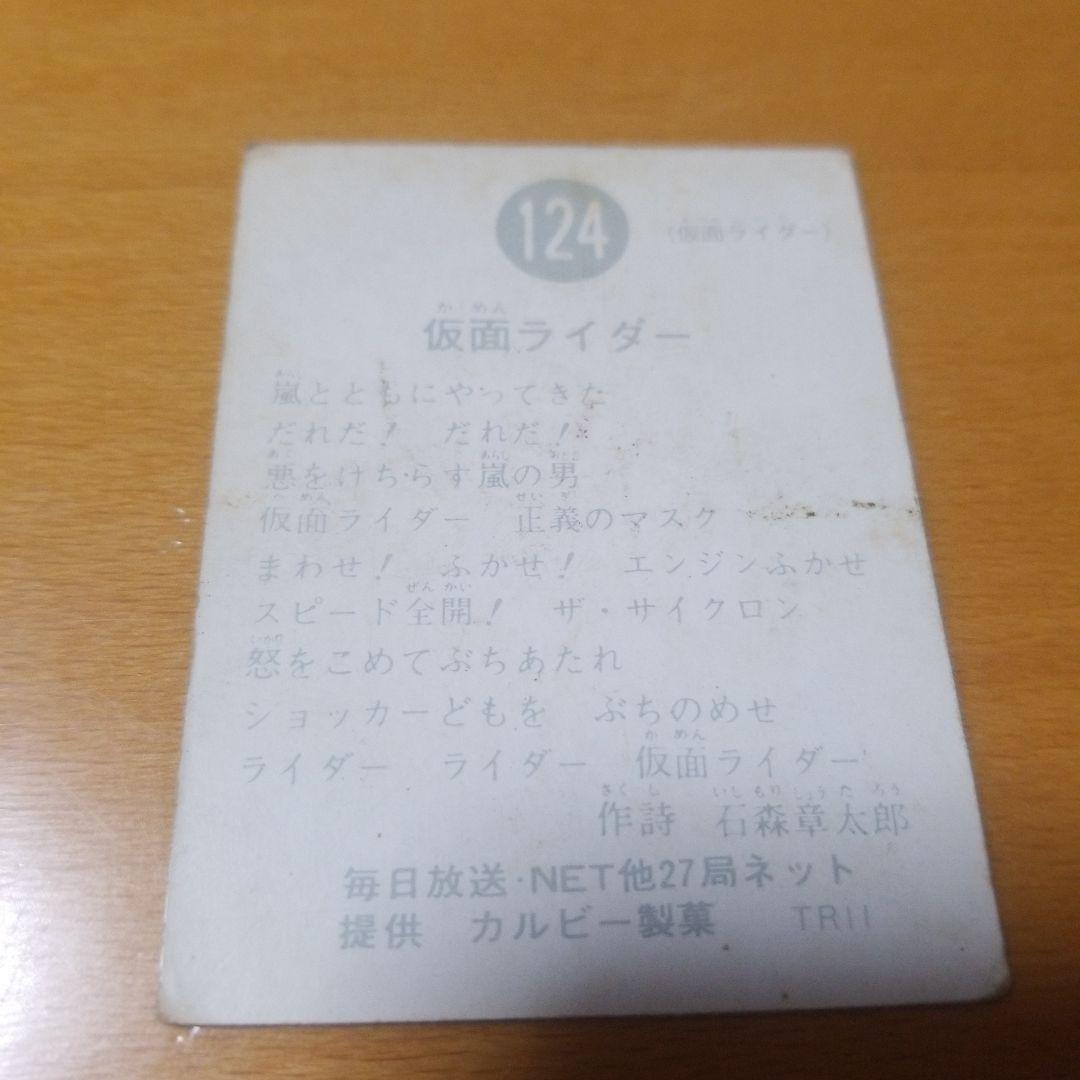 124
(仮面ライダー)
仮面ライダー
嵐とともにやってきた
だれだ! だれだ!
悪をけちらす嵐の男
仮面ライダー 正義のマスク
まわせ! ふかせ! エンジンふかせ
スピード全開! ザ・サイクロン
怒をこめてぶちあたれ
ショッカーどもを ぶちのめせ
ライダー ライダー 仮面ライダー
作詩 石森章太郎
毎日放送・NET他27局ネット
提供 カルビー製菓 TR11